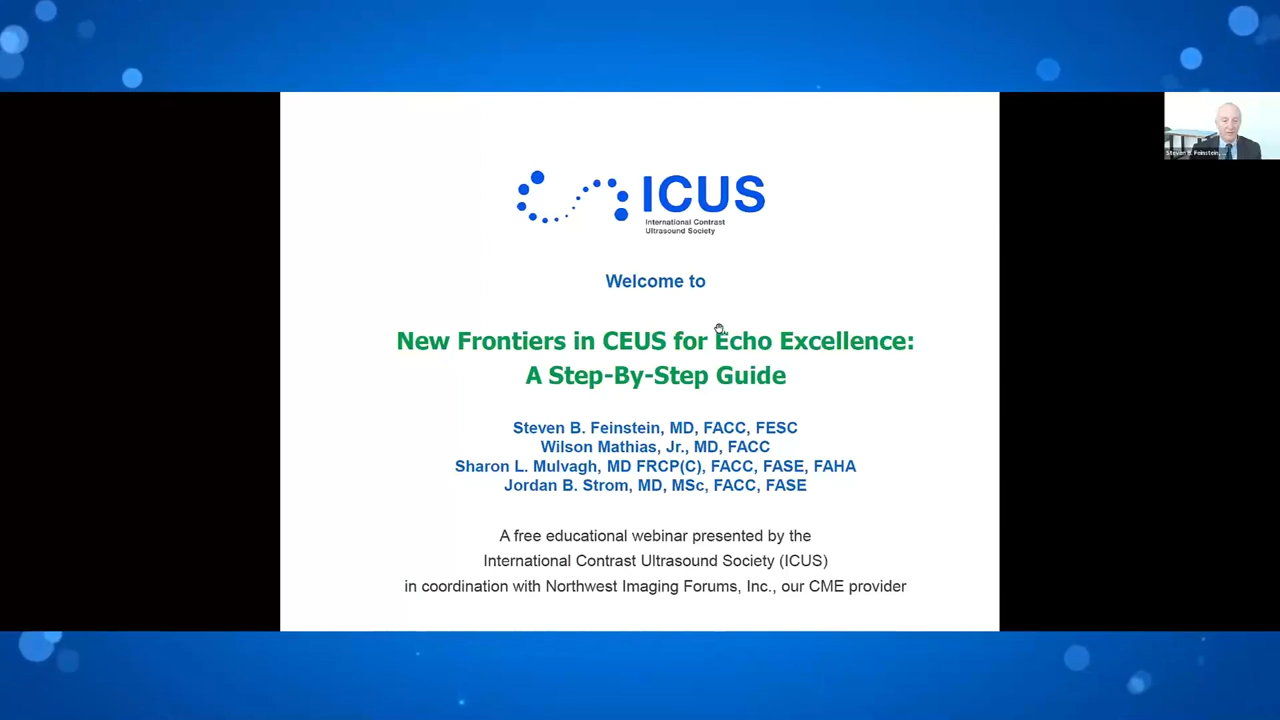 ICUS
International Contrast
Ultrasound Society
Steven B. Feinstein, ...
Welcome to
New Frontiers in CEUS for Echo Excellence:
A Step-By-Step Guide
Steven B. Feinstein, MD, FACC, FESC
Wilson Mathias, Jr., MD, FACC
Sharon L. Mulvagh, MD FRCP(C), FACC, FASE, FAHA
Jordan B. Strom, MD, MSc, FACC, FASE
A free educational webinar presented by the
International Contrast Ultrasound Society (ICUS)
in coordination with Northwest Imaging Forums, Inc., our CME provider